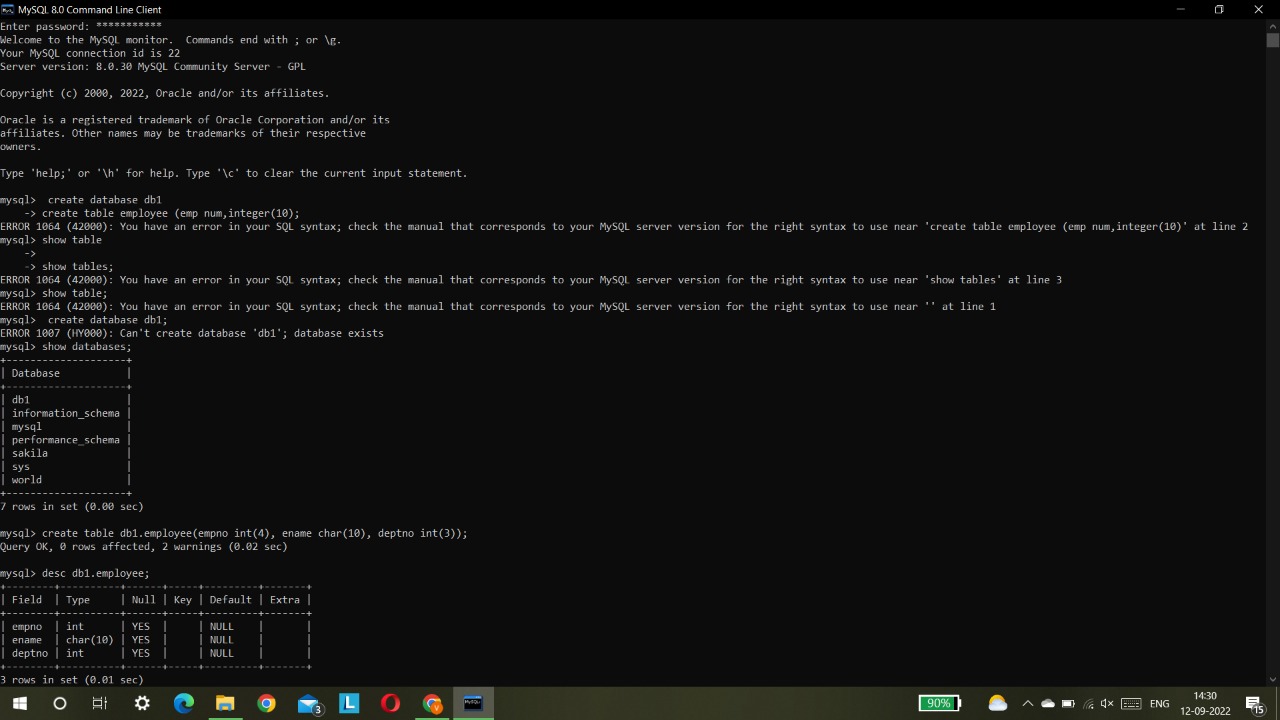 MySQL 8.0 Command Line Client
Enter password: ***********
Welcome to the MySQL monitor.  Commands end with ; or \g.
Your MySQL connection id is 22
Server version: 8.0.30 MySQL Community Server - GPL
Copyright (c) 2000, 2022, Oracle and/or its affiliates.
Oracle is a registered trademark of Oracle Corporation and/or its
affiliates. Other names may be trademarks of their respective
owners.
Type 'help;' or '\h' for help. Type '\c' to clear the current input statement.
mysql>  create database db1
    -> create table employee (emp num,integer(10);
ERROR 1064 (42000): You have an error in your SQL syntax; check the manual that corresponds to your MySQL server version for the right syntax to use near 'create table employee (emp num,integer(10)' at line 2
mysql> show table
    ->
    -> show tables;
ERROR 1064 (42000): You have an error in your SQL syntax; check the manual that corresponds to your MySQL server version for the right syntax to use near 'show tables' at line 3
mysql> show table;
ERROR 1064 (42000): You have an error in your SQL syntax; check the manual that corresponds to your MySQL server version for the right syntax to use near '' at line 1
mysql>  create database db1;
ERROR 1007 (HY000): Can't create database 'db1'; database exists
mysql> show databases;
+--------------------+
| Database           |
+--------------------+
| db1                |
| information_schema |
| mysql              |
| performance_schema |
| sakila             |
| sys                |
| world              |
+--------------------+
7 rows in set (0.00 sec)
mysql> create table db1.employee(empno int(4), ename char(10), deptno int(3));
Query OK, 0 rows affected, 2 warnings (0.02 sec)
mysql> desc db1.employee;
+--------+----------+------+-----+---------+-------+
| Field  | Type     | Null | Key | Default | Extra |
+--------+----------+------+-----+---------+-------+
| empno  | int      | YES  |     | NULL    |       |
| ename  | char(10) | YES  |     | NULL    |       |
| deptno | int      | YES  |     | NULL    |       |
+--------+----------+------+-----+---------+-------+
3 rows in set (0.01 sec)
3
L
V
MySQL
90%
ENG
14:30
12-09-2022
15